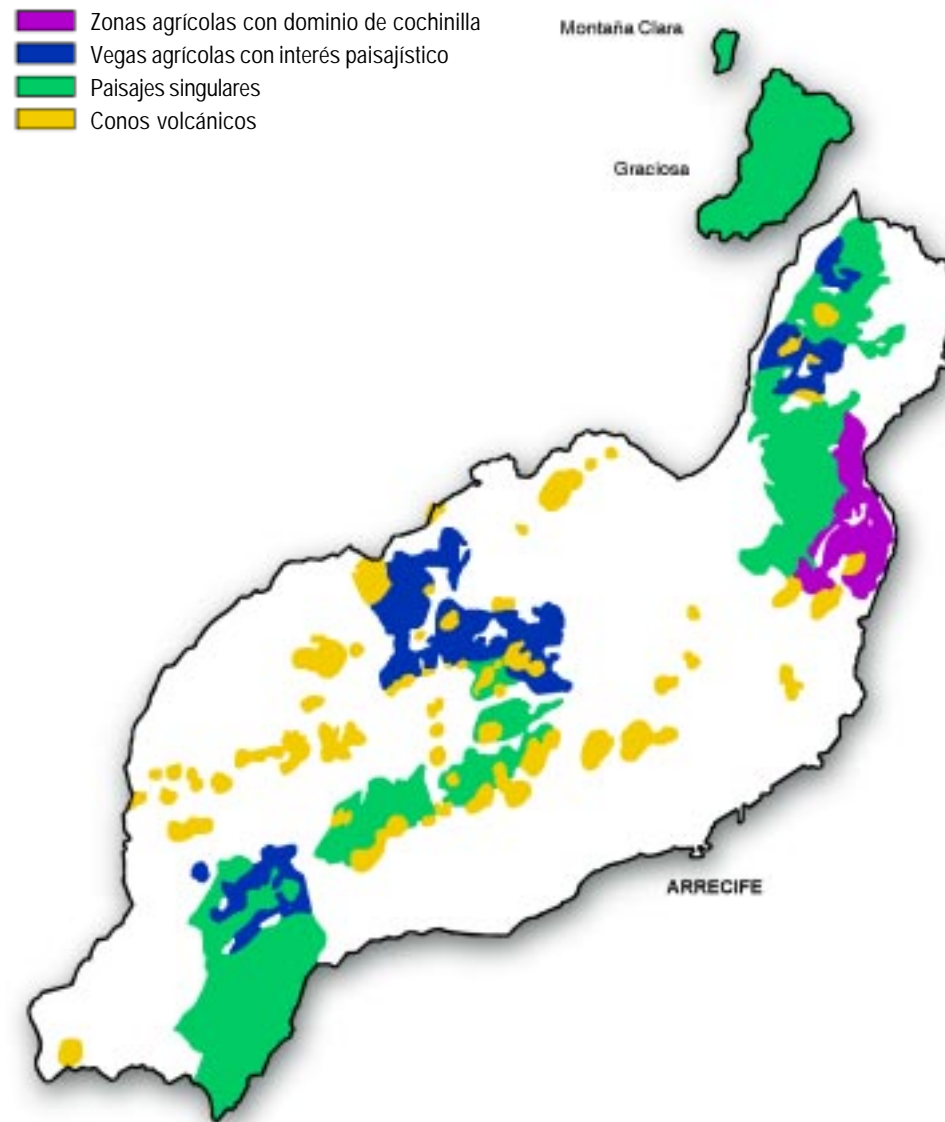 Zonas agrícolas con dominio de cochinilla
Vegas agrícolas con interés paisajístico
Paisajes singulares
Conos volcánicos
Montaña Clara
Graciosa
ARRECIFE